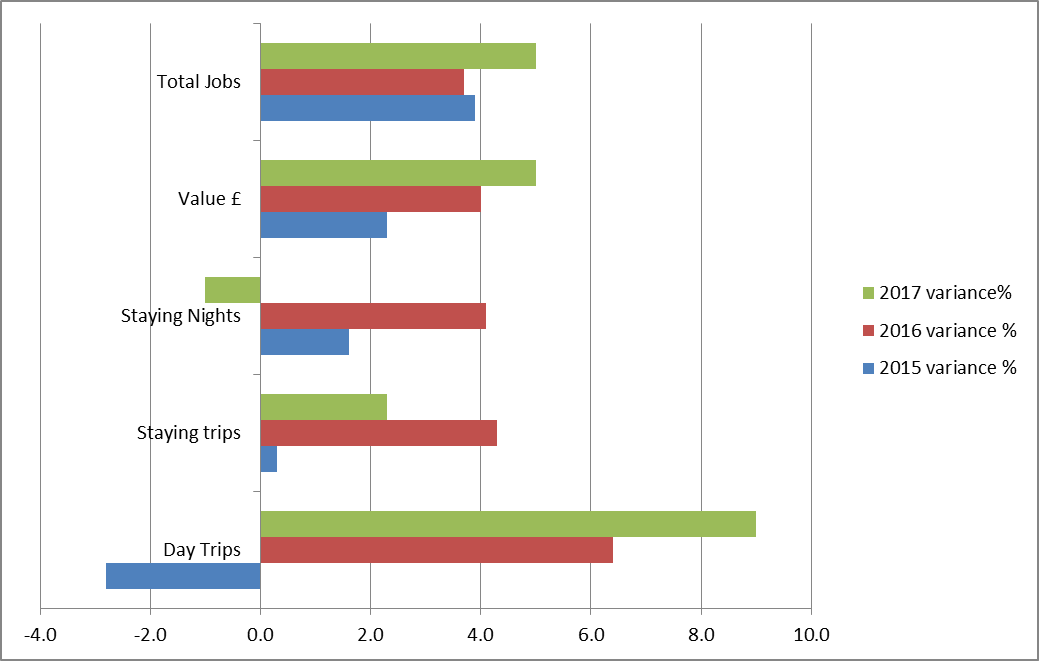 Total Jobs
Value £
Staying Nights
Staying trips
Day Trips
2017 variance%
2016 variance %
2015 variance %
-4.0 -2.0 0.0 2.0 4.0 6.0 8.0 10.0